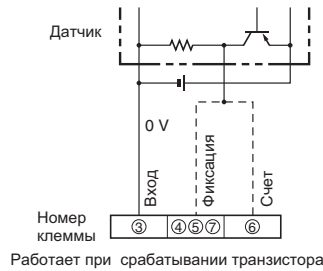 Датчик
0 V
Вход
Фиксация
Счет
Номер
клеммы
③ ④⑤⑦ ⑥
Работает при срабатывании транзистора